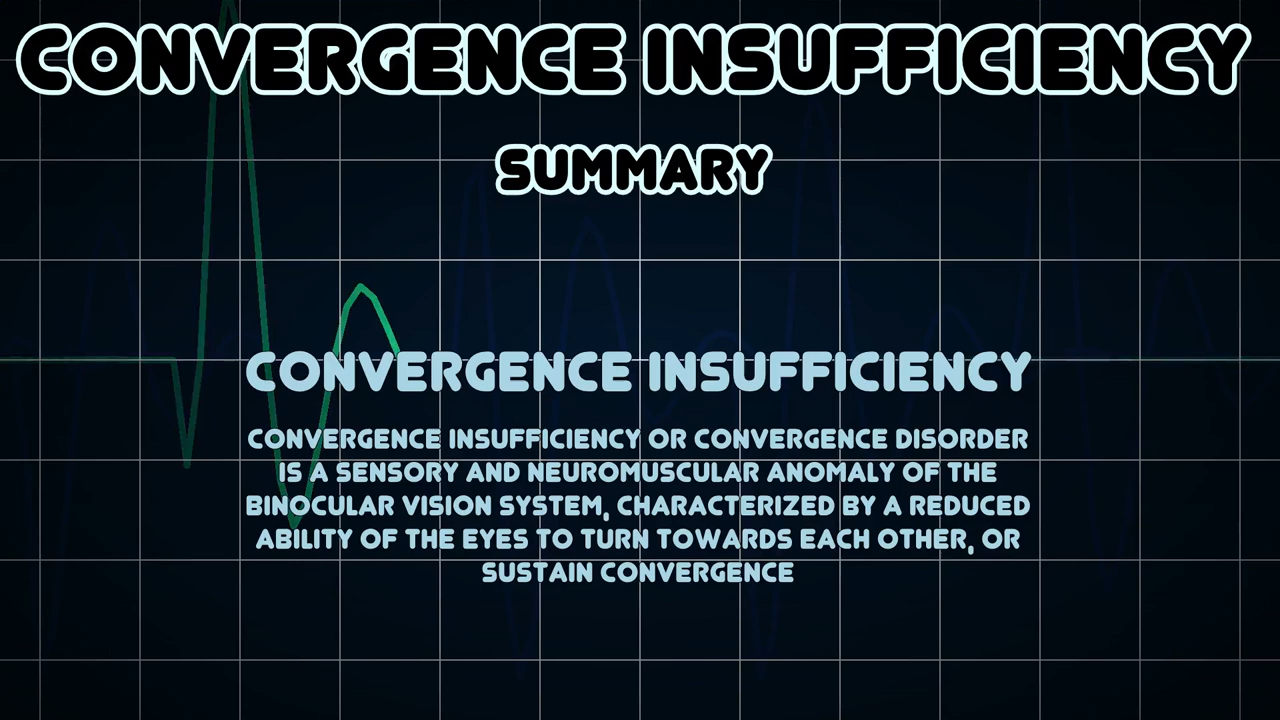 CONVERGENCE INSUFFICIENCY
SUMMARY
CONVERGENCE INSUFFICIENCY
CONVERGENCE INSUFFICIENCY OR CONVERGENCE DISORDER
IS A SENSORY AND NEUROMUSCULAR ANOMALY OF THE
BINOCULAR VISION SYSTEM, CHARACTERIZED BY A REDUCED
ABILITY OF THE EYES TO TURN TOWARDS EACH OTHER, OR
SUSTAIN CONVERGENCE